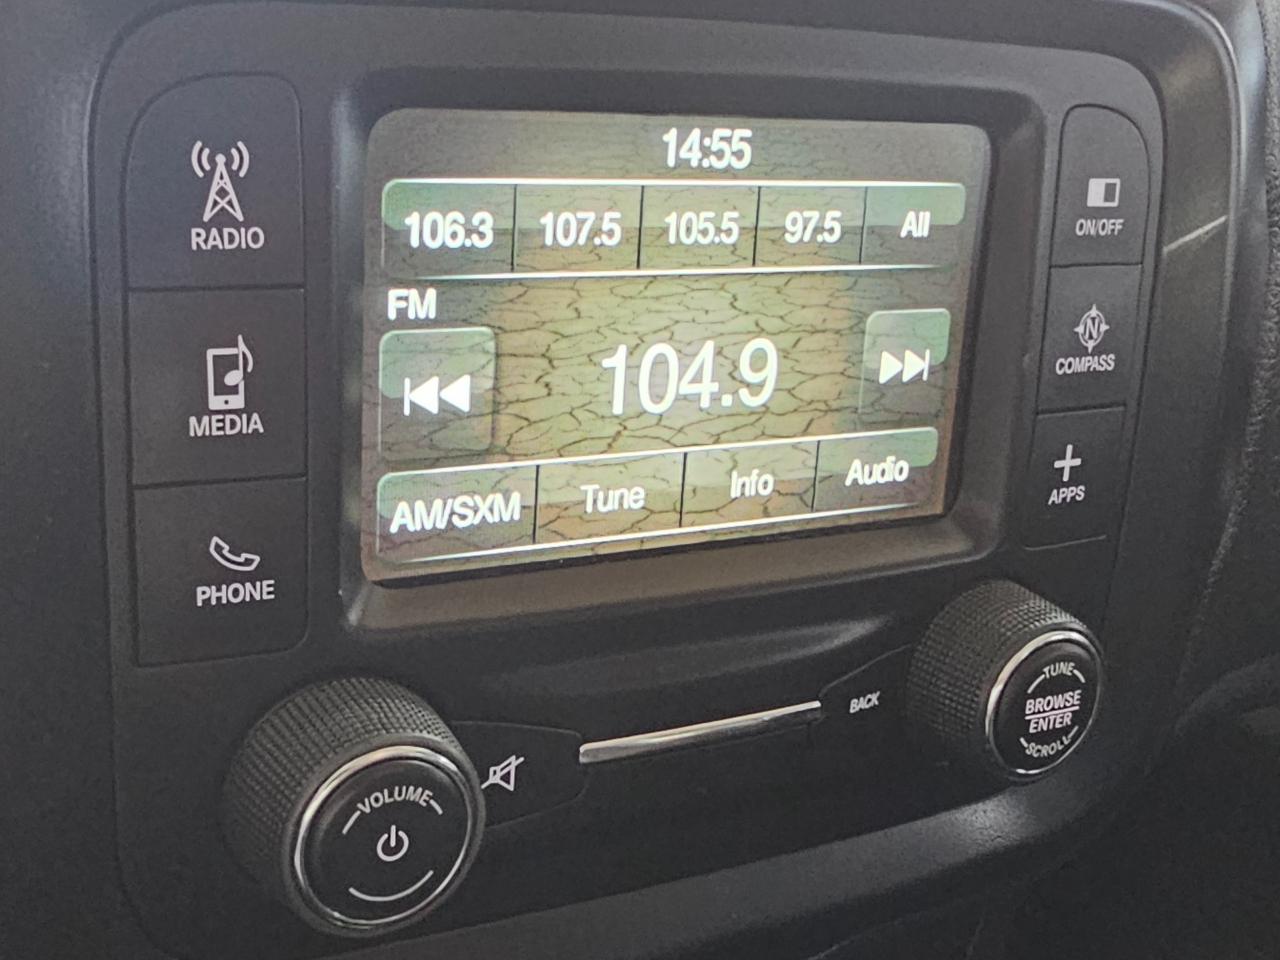 14:55
106.3 107.5 105.5 97.5 All
FM
104.9
AM/SXM Tune Info Audio
RADIO
MEDIA
PHONE
ON/OFF
N
COMPASS
APPS
VOLUME
BACK
TUNE
BROWSE
ENTER
SCROLL